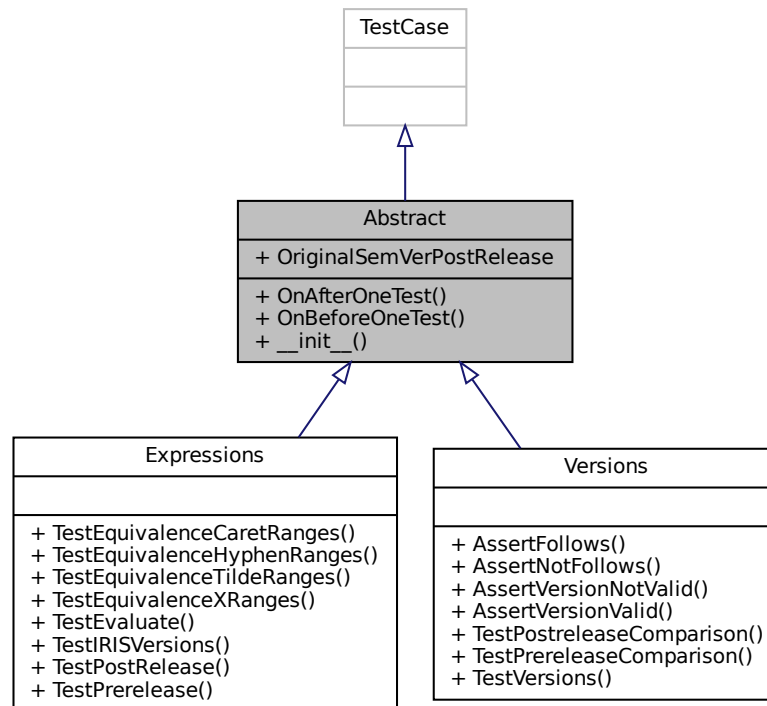 TestCase
Abstract
+ OriginalSemVerPostRelease
+ OnAfterOneTest()
+ OnBeforeOneTest()
+ __init__()
Expressions
+ TestEquivalenceCaretRanges()
+ TestEquivalenceHyphenRanges()
+ TestEquivalenceTildeRanges()
+ TestEquivalenceXRanges()
+ TestEvaluate()
+ TestIRISVersions()
+ TestPostRelease()
+ TestPrerelease()
Versions
+ AssertFollows()
+ AssertNotFollows()
+ AssertVersionNotValid()
+ AssertVersionValid()
+ TestPostreleaseComparison()
+ TestPrereleaseComparison()
+ TestVersions()